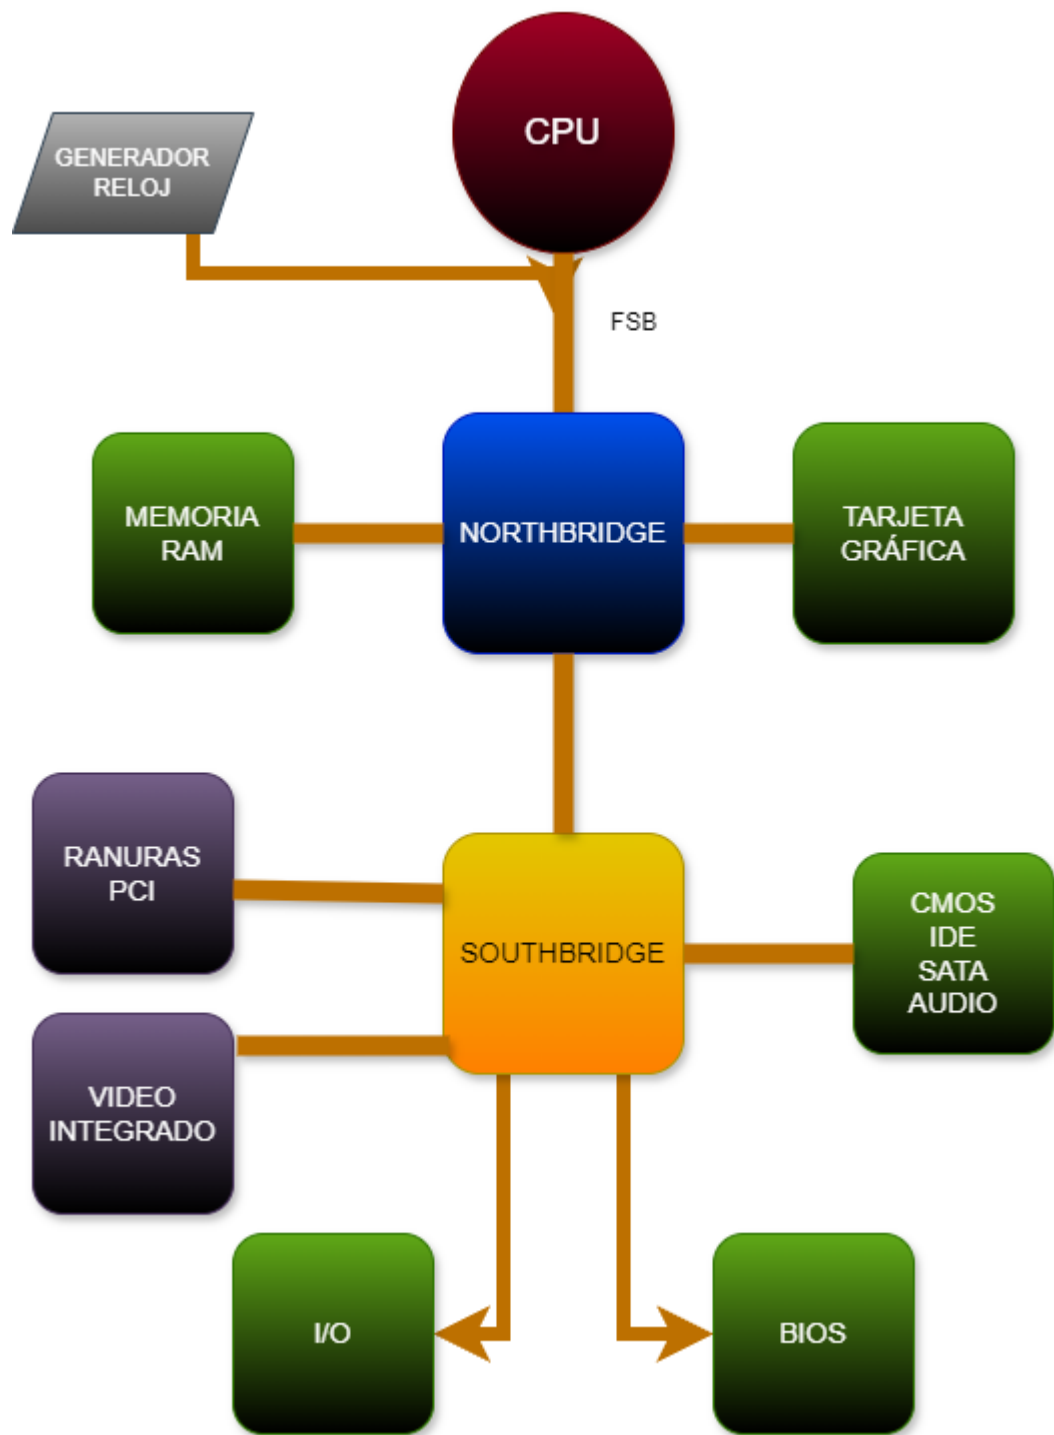 CPU
GENERADOR
RELOJ
FSB
MEMORIA
RAM
NORTHBRIDGE
TARJETA
GRÁFICA
RANURAS
PCI
SOUTHBRIDGE
CMOS
IDE
SATA
AUDIO
VIDEO
INTEGRADO
I/O
BIOS